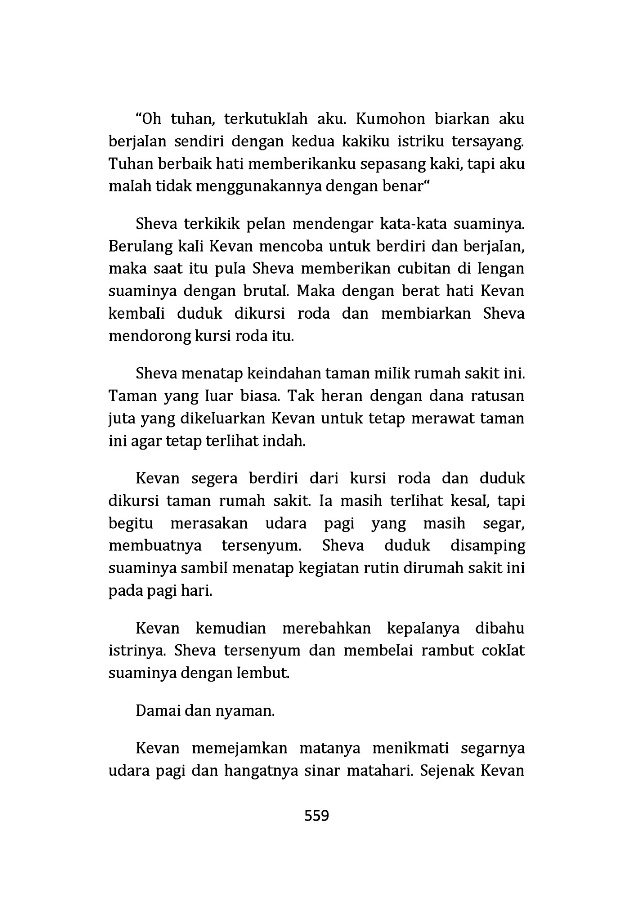 “Oh tuhan, terkutuklah aku. Kumohon biarkan aku
berjalan sendiri dengan kedua kakiku istriku tersayang.
Tuhan berbaik hati memberikanku sepasang kaki, tapi aku
malah tidak menggunakannya dengan benar“
Sheva terkikik pelan mendengar kata-kata suaminya.
Berulang kali Kevan mencoba untuk berdiri dan berjalan,
maka saat itu pula Sheva memberikan cubitan di lengan
suaminya dengan brutal. Maka dengan berat hati Kevan
kembali duduk dikursi roda dan membiarkan Sheva
mendorong kursi roda itu.
Sheva menatap keindahan taman milik rumah sakit ini.
Taman yang luar biasa. Tak heran dengan dana ratusan
juta yang dikeluarkan Kevan untuk tetap merawat taman
ini agar tetap terlihat indah.
Kevan segera berdiri dari kursi roda dan duduk
dikursi taman rumah sakit. Ia masih terlihat kesal, tapi
begitu merasakan udara pagi yang masih segar,
membuatnya tersenyum. Sheva duduk disamping
suaminya sambil menatap kegiatan rutin dirumah sakit ini
pada pagi hari.
Kevan kemudian merebahkan kepalanya dibahu
istrinya. Sheva tersenyum dan membelai rambut coklat
suaminya dengan lembut.
Damai dan nyaman.
Kevan memejamkan matanya menikmati segarnya
udara pagi dan hangatnya sinar matahari. Sejenak Kevan
559